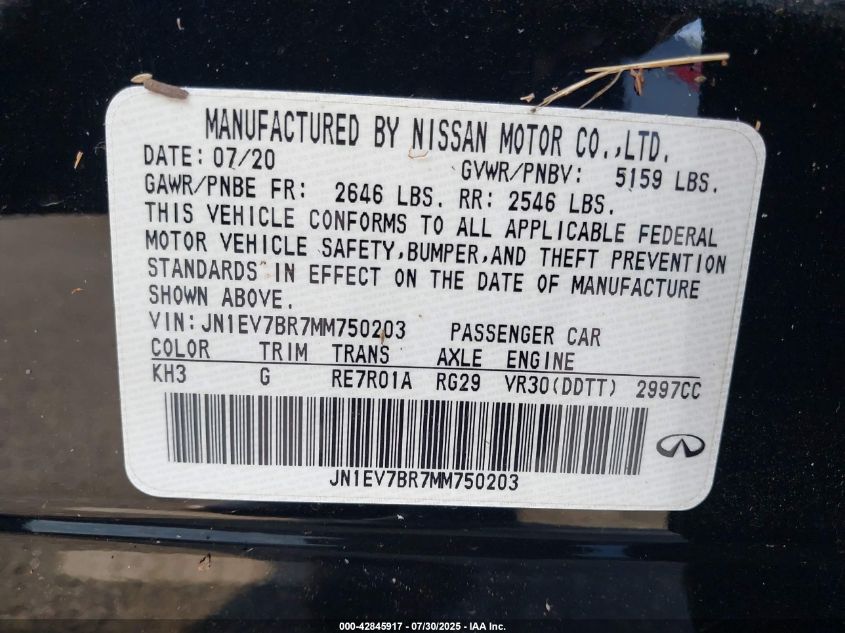 MANUFACTURED BY NISSAN MOTOR CO.,LTD.
DATE: 07/20 GVWR/PNBV: 5159 LBS.
GAWR/PNBE FR: 2646 LBS. RR: 2546 LBS.
THIS VEHICLE CONFORMS TO ALL APPLICABLE FEDERAL
MOTOR VEHICLE SAFETY,BUMPER,AND THEFT PREVENTION
STANDARDS IN EFFECT ON THE DATE OF MANUFACTURE
SHOWN ABOVE.
VIN:JN1EV7BR7MM750203 PASSENGER CAR
COLOR TRIM TRANS AXLE ENGINE
KH3 G RE7R01A RG29 VR30(DDTT) 2997CC
JN1EV7BR7MM750203
000-42845917 / 07/30/2025 - IAA Inc.